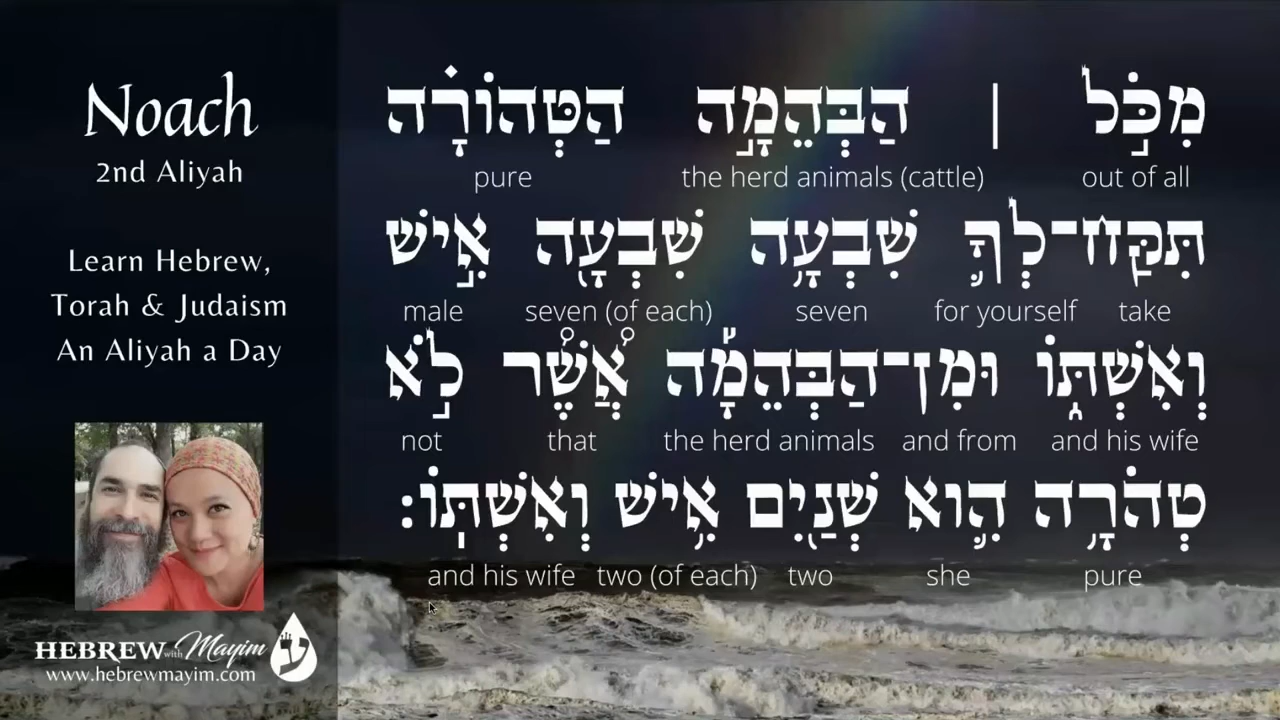 Noach
2nd Aliyah
Learn Hebrew,
Torah & Judaism
An Aliyah a Day
HEBREW with Mayim
www.hebrewmayim.com
מִכֹּ֣ל ׀ הַבְּהֵמָ֣ה הַטְּהוֹרָ֗ה
pure the herd animals (cattle) out of all
תִּֽקַּח־לְךָ֛ שִׁבְעָ֥ה שִׁבְעָ֖ה אִ֣ישׁ
male seven (of each) seven for yourself take
וְאִשְׁתּ֑וֹ וּמִן־הַבְּהֵמָ֡ה אֲ֠שֶׁר לֹ֣א
not that the herd animals and from and his wife
טְהֹרָ֥ה הִ֛וא שְׁנַ֖יִם אִ֥ישׁ וְאִשְׁתּֽוֹ׃
and his wife two (of each) two she pure